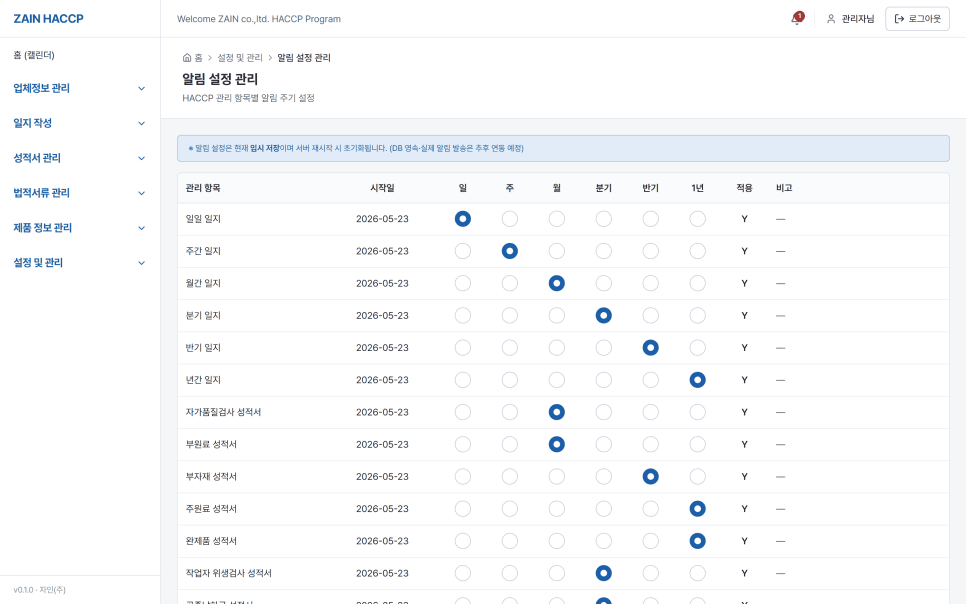 ZAIN HACCP
Welcome ZAIN co.,ltd. HACCP Program
1
관리자님
로그아웃
홈 (캘린더)
업체정보 관리
일지 작성
성적서 관리
법적서류 관리
제품 정보 관리
설정 및 관리
v0.1.0 · 자인(주)
홈 > 설정 및 관리 > 알림 설정 관리
알림 설정 관리
HACCP 관리 항목별 알림 주기 설정
※ 알림 설정은 현재 임시 저장이며 서버 재시작 시 초기화됩니다. (DB 영속·실제 알림 발송은 추후 연동 예정)
관리 항목 시작일 일 주 월 분기 반기 1년 적용 비고
일일 일지 2026-05-23 Y —
주간 일지 2026-05-23 Y —
월간 일지 2026-05-23 Y —
분기 일지 2026-05-23 Y —
반기 일지 2026-05-23 Y —
년간 일지 2026-05-23 Y —
자가품질검사 성적서 2026-05-23 Y —
부원료 성적서 2026-05-23 Y —
부자재 성적서 2026-05-23 Y —
주원료 성적서 2026-05-23 Y —
완제품 성적서 2026-05-23 Y —
작업자 위생검사 성적서 2026-05-23 Y —